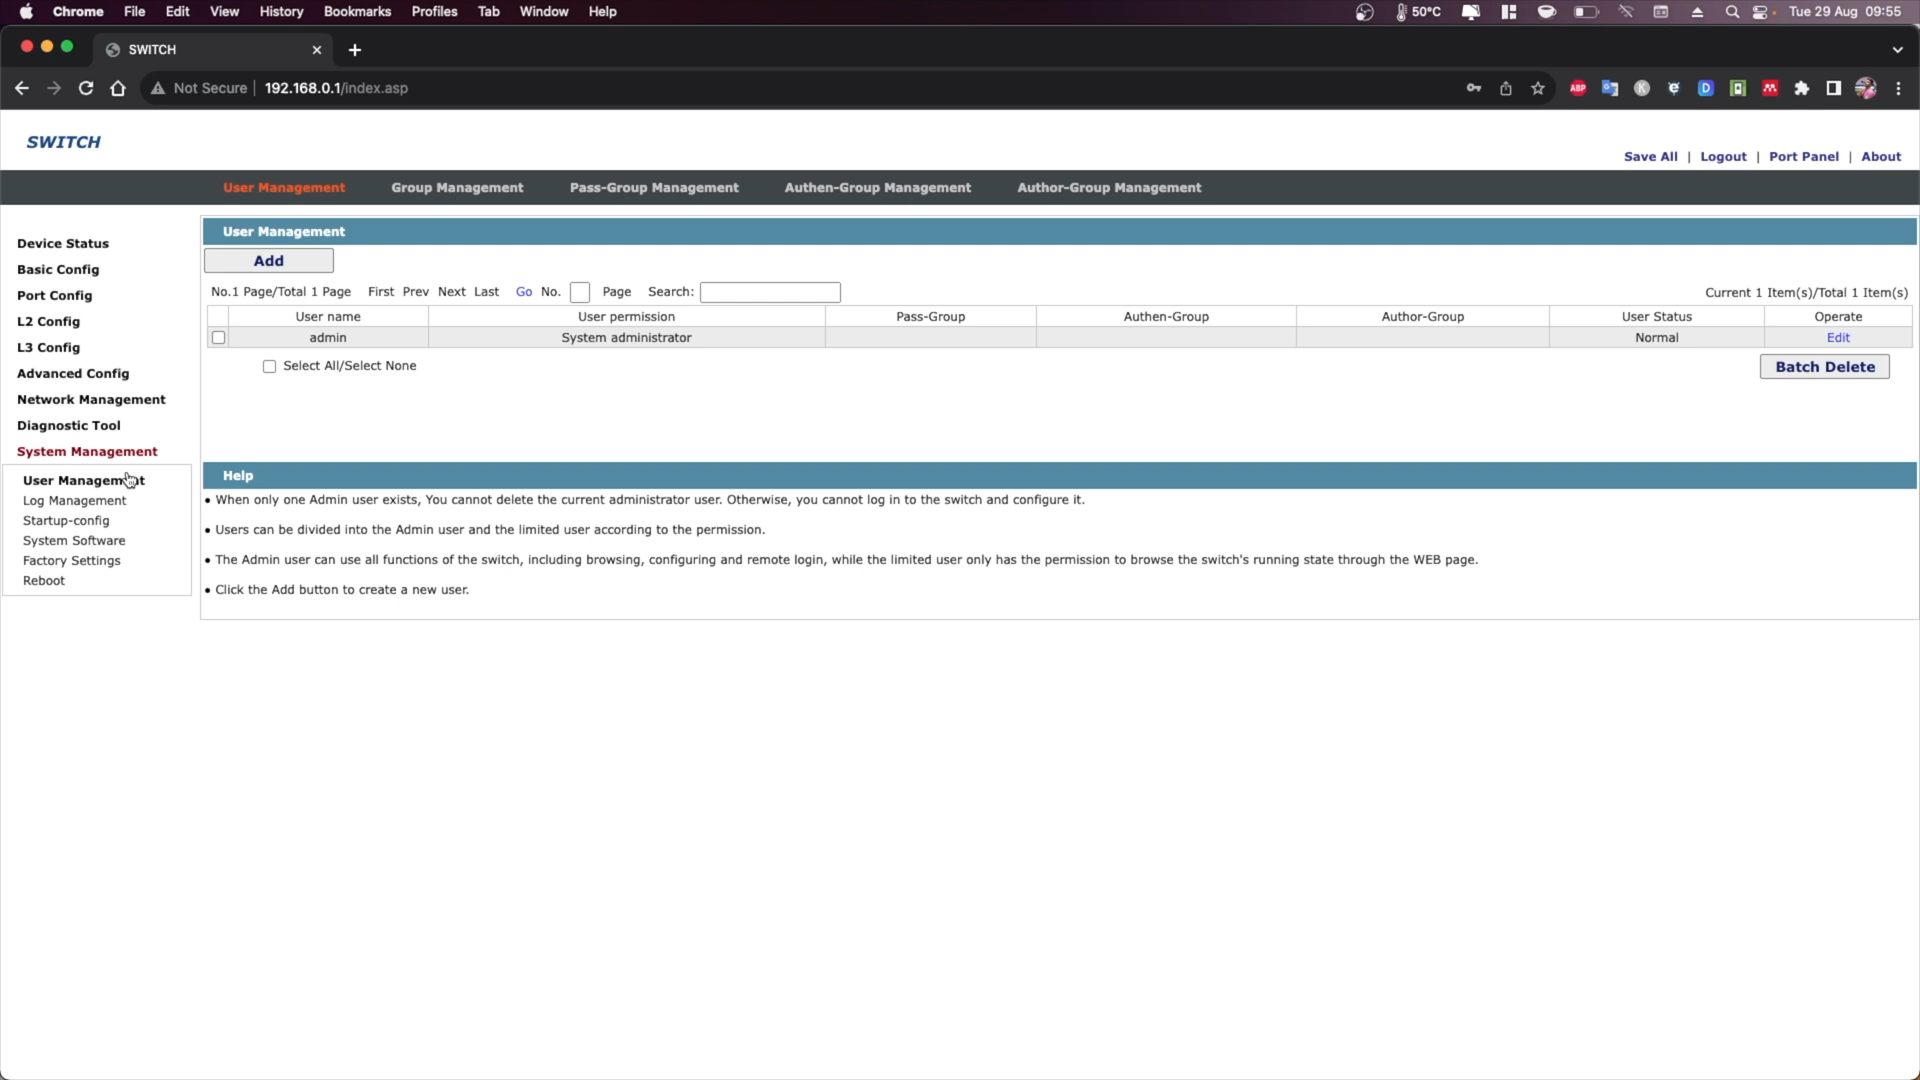 Chrome File Edit View History Bookmarks Profiles Tab Window Help 50°C Tue 29 Aug 09:55
SWITCH
Not Secure 192.168.0.1/index.asp ABP K D
SWITCH
Save All | Logout | Port Panel | About
User Management Group Management Pass-Group Management Authen-Group Management Author-Group Management
Device Status
Basic Config
Port Config
L2 Config
L3 Config
Advanced Config
Network Management
Diagnostic Tool
System Management
User Management
Log Management
Startup-config
System Software
Factory Settings
Reboot
User Management
Add
No.1 Page/Total 1 Page First Prev Next Last Go No. Page Search: Current 1 Item(s)/Total 1 Item(s)
User name User permission Pass-Group Authen-Group Author-Group User Status Operate
admin System administrator Normal Edit
Select All/Select None Batch Delete
Help
• When only one Admin user exists, You cannot delete the current administrator user. Otherwise, you cannot log in to the switch and configure it.
• Users can be divided into the Admin user and the limited user according to the permission.
• The Admin user can use all functions of the switch, including browsing, configuring and remote login, while the limited user only has the permission to browse the switch's running state through the WEB page.
• Click the Add button to create a new user.